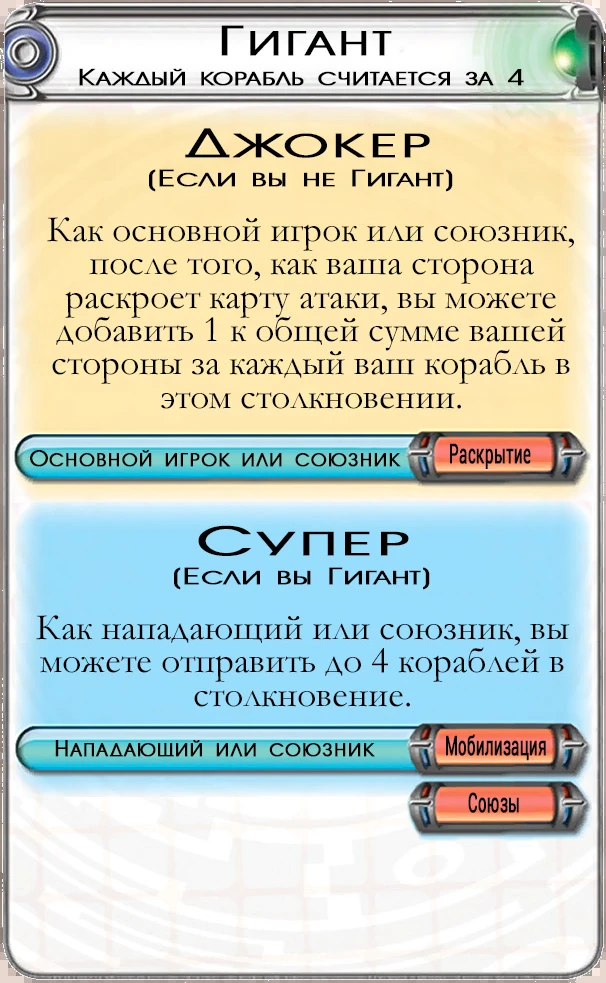 Гигант
Каждый корабль считается за 4
Джокер
(Если вы не Гигант)
Как основной игрок или союзник,
после того, как ваша сторона
раскроет карту атаки, вы можете
добавить 1 к общей сумме вашей
стороны за каждый ваш корабль в
этом столкновении.
Основной игрок или союзник
Раскрытие
Супер
(Если вы Гигант)
Как нападающий или союзник, вы
можете отправить до 4 кораблей в
столкновение.
Нападающий или союзник
Мобилизация
Союзы